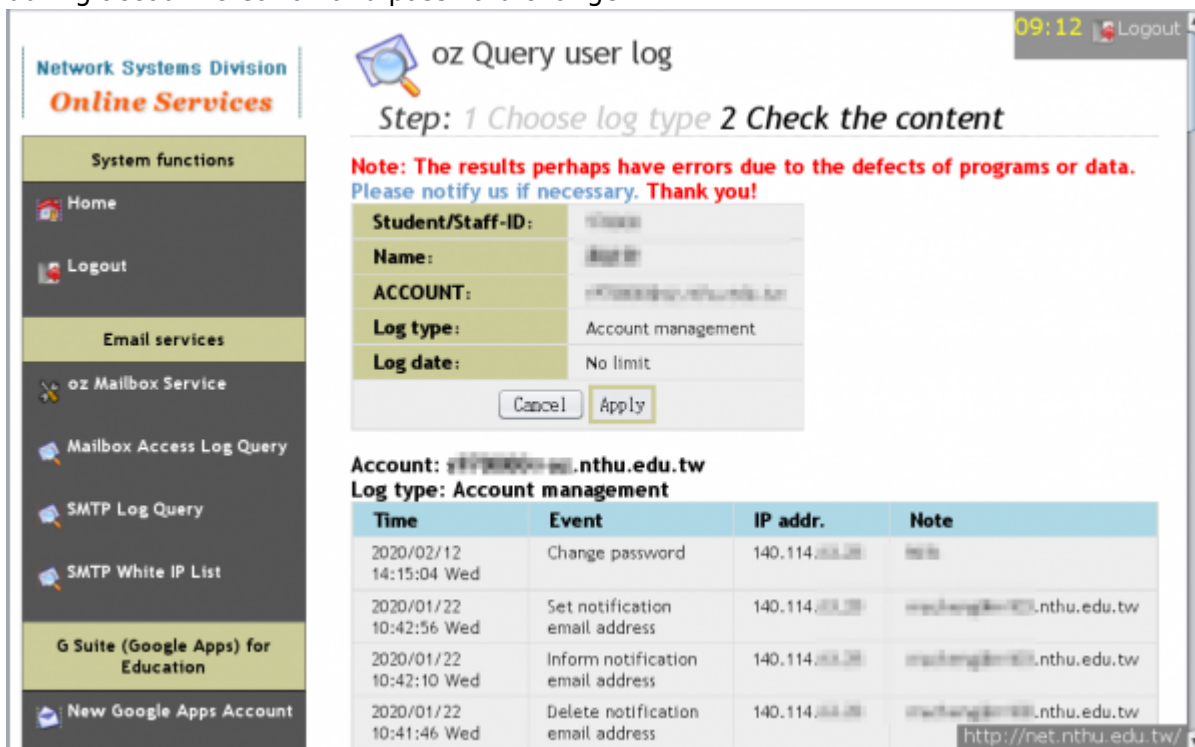 09:12 Logout
Network Systems Division
Online Services
System functions
Home
Logout
Email services
oz Mailbox Service
Mailbox Access Log Query
SMTP Log Query
SMTP White IP List
G Suite (Google Apps) for
Education
New Google Apps Account
oz Query user log
Step: 1 Choose log type 2 Check the content
Note: The results perhaps have errors due to the defects of programs or data.
Please notify us if necessary. Thank you!
Student/Staff-ID:
Name:
ACCOUNT:
Log type: Account management
Log date: No limit
Cancel Apply
Account: .nthu.edu.tw
Log type: Account management
Time Event IP addr. Note
2020/02/12 Change password 140.114.
14:15:04 Wed
2020/01/22 Set notification 140.114. .nthu.edu.tw
10:42:56 Wed email address
2020/01/22 Inform notification 140.114. .nthu.edu.tw
10:42:10 Wed email address
2020/01/22 Delete notification 140.114. .nthu.edu.tw
10:41:46 Wed email address
http://net.nthu.edu.tw/